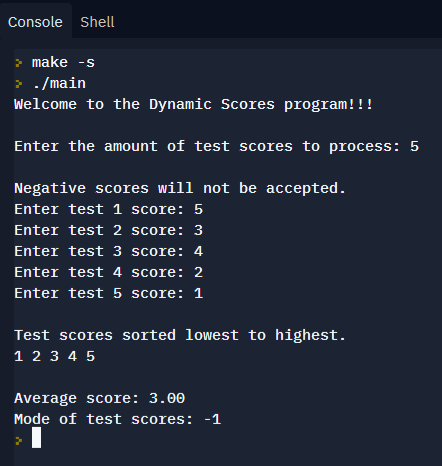 Console Shell
> make -s
> ./main
Welcome to the Dynamic Scores program!!!
Enter the amount of test scores to process: 5
Negative scores will not be accepted.
Enter test 1 score: 5
Enter test 2 score: 3
Enter test 3 score: 4
Enter test 4 score: 2
Enter test 5 score: 1
Test scores sorted lowest to highest.
1 2 3 4 5
Average score: 3.00
Mode of test scores: -1
>